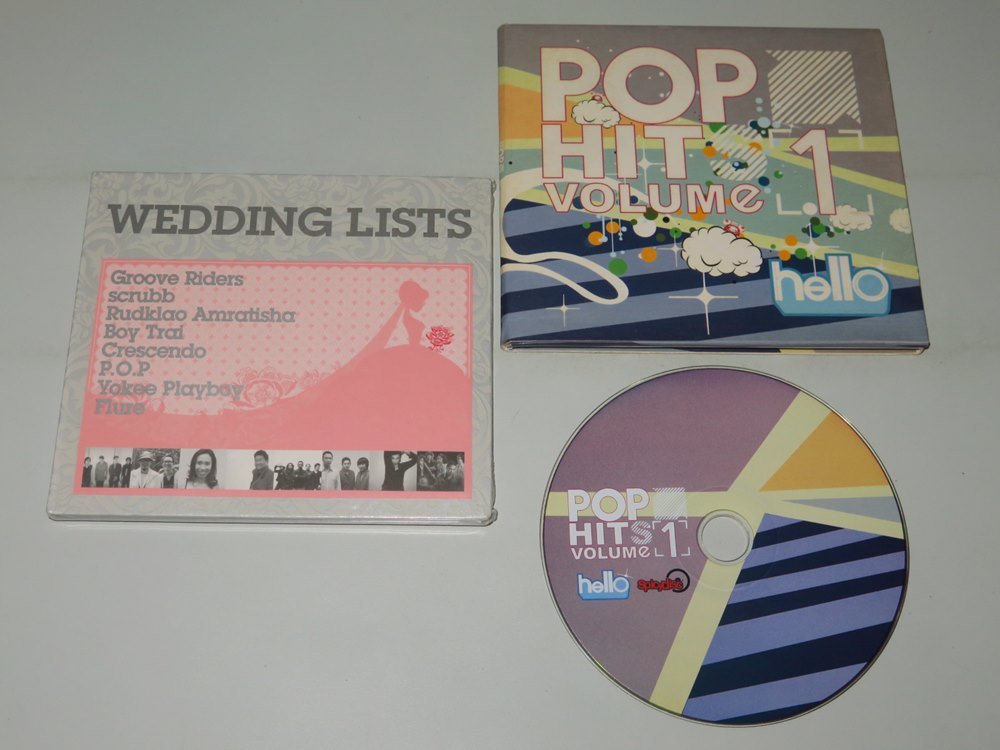 WEDDING LISTS
Groove Riders
scrubb
Rudklao Amratisha
Boy Trai
Crescendo
P.O.P
Yokee Playboy
Flure
POP
HITS
VOLUME 1
hello
POP
HITS
VOLUME 1
hello
spicydisc